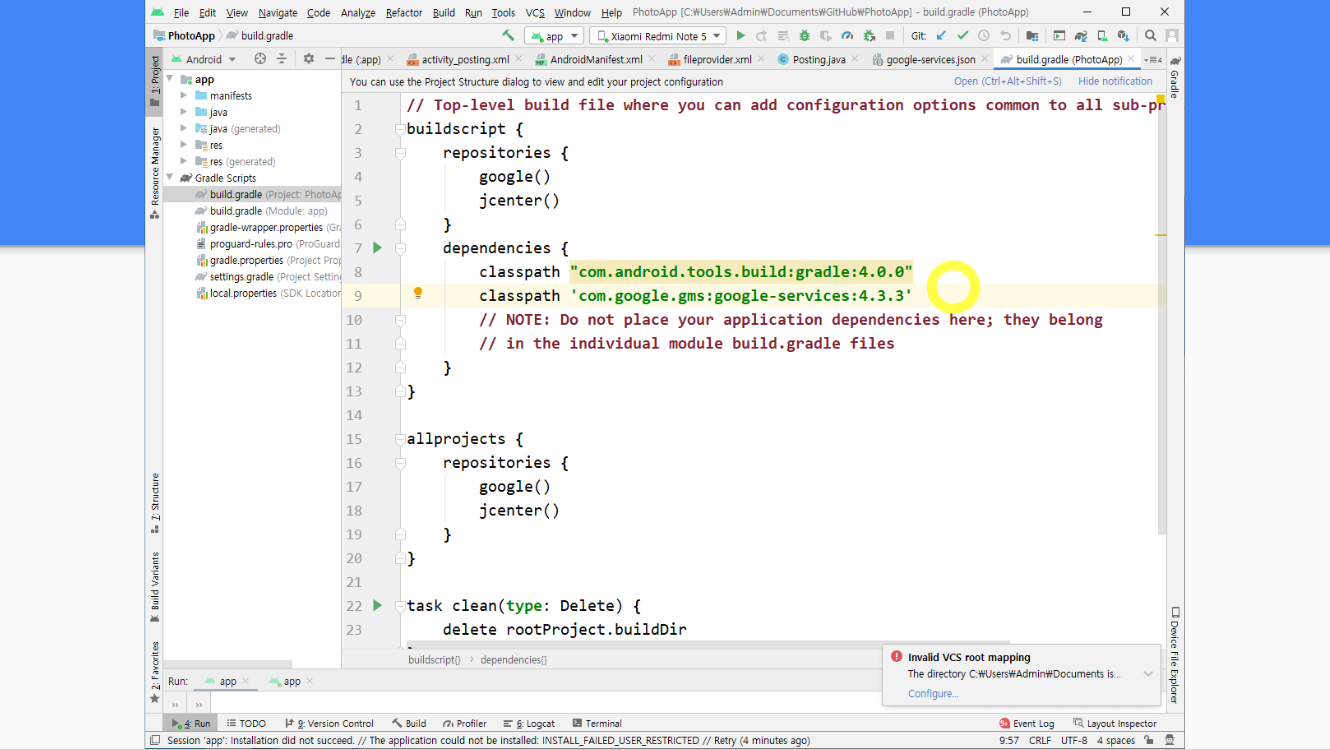 File Edit View Navigate Code Analyze Refactor Build Run Tools VCS Window Help PhotoApp [C:₩Users₩Admin₩Documents₩GitHub₩PhotoApp] - build.gradle (PhotoApp)
PhotoApp build.gradle app Xiaomi Redmi Note 5 Git:
Android dle (:app) activity_posting.xml AndroidManifest.xml fileprovider.xml Posting.java google-services.json build.gradle (PhotoApp) 4
You can use the Project Structure dialog to view and edit your project configuration Open (Ctrl+Alt+Shift+S) Hide notification
1: Project
Resource Manager
7: Structure
Build Variants
2: Favorites
app
manifests
java
java (generated)
res
res (generated)
Gradle Scripts
build.gradle (Project: PhotoAp
build.gradle (Module: app)
gradle-wrapper.properties (Gra
proguard-rules.pro (ProGuard
gradle.properties (Project Prop
settings.gradle (Project Setting
local.properties (SDK Location
1 // Top-level build file where you can add configuration options common to all sub-pr
2 buildscript {
3 repositories {
4 google()
5 jcenter()
6 }
7 dependencies {
8 classpath "com.android.tools.build:gradle:4.0.0"
9 classpath 'com.google.gms:google-services:4.3.3'
10 // NOTE: Do not place your application dependencies here; they belong
11 // in the individual module build.gradle files
12 }
13 }
14
15 allprojects {
16 repositories {
17 google()
18 jcenter()
19 }
20 }
21
22 task clean(type: Delete) {
23 delete rootProject.buildDir
buildscript{} dependencies{}
Gradle
Device File Explorer
Invalid VCS root mapping
The directory C:₩Users₩Admin₩Documents is...
Configure...
Run: app app
4: Run TODO 9: Version Control Build Profiler 6: Logcat Terminal Event Log Layout Inspector
Session 'app': Installation did not succeed. // The application could not be installed: INSTALL_FAILED_USER_RESTRICTED // Retry (4 minutes ago) 9:57 CRLF UTF-8 4 spaces